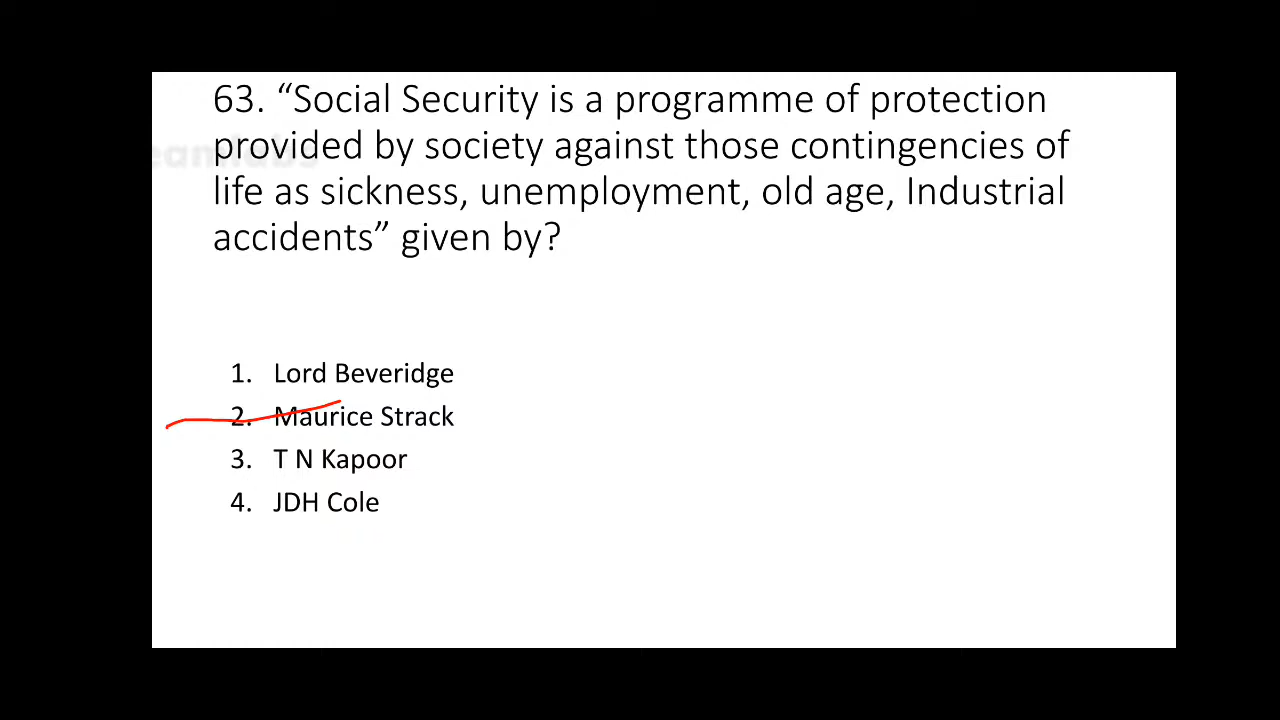 63. “Social Security is a programme of protection
provided by society against those contingencies of
life as sickness, unemployment, old age, Industrial
accidents” given by?
1. Lord Beveridge
2. Maurice Strack
3. T N Kapoor
4. JDH Cole